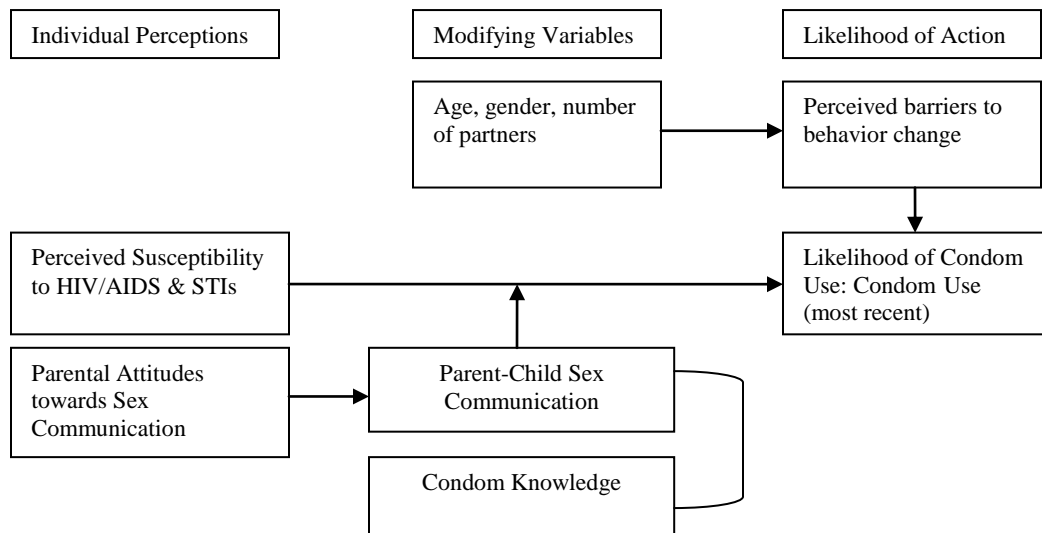 Individual Perceptions
Modifying Variables
Likelihood of Action
Age, gender, number
of partners
Perceived barriers to
behavior change
Perceived Susceptibility
to HIV/AIDS & STIs
Likelihood of Condom
Use: Condom Use
(most recent)
Parental Attitudes
towards Sex
Communication
Parent-Child Sex
Communication
Condom Knowledge